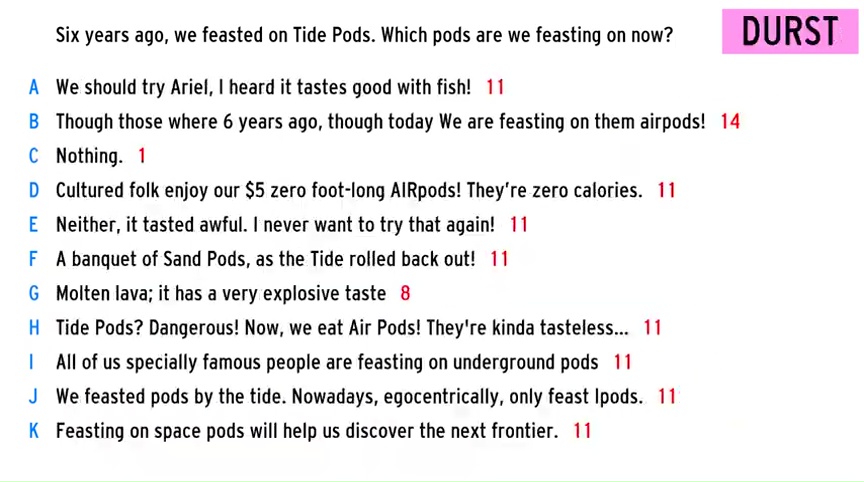 Six years ago, we feasted on Tide Pods. Which pods are we feasting on now?
DURST
A We should try Ariel, I heard it tastes good with fish! 11
B Though those where 6 years ago, though today We are feasting on them airpods! 14
C Nothing. 1
D Cultured folk enjoy our $5 zero foot-long AIRpods! They're zero calories. 11
E Neither, it tasted awful. I never want to try that again! 11
F A banquet of Sand Pods, as the Tide rolled back out! 11
G Molten lava; it has a very explosive taste 8
H Tide Pods? Dangerous! Now, we eat Air Pods! They're kinda tasteless... 11
I All of us specially famous people are feasting on underground pods 11
J We feasted pods by the tide. Nowadays, egocentrically, only feast Ipods. 11
K Feasting on space pods will help us discover the next frontier. 11